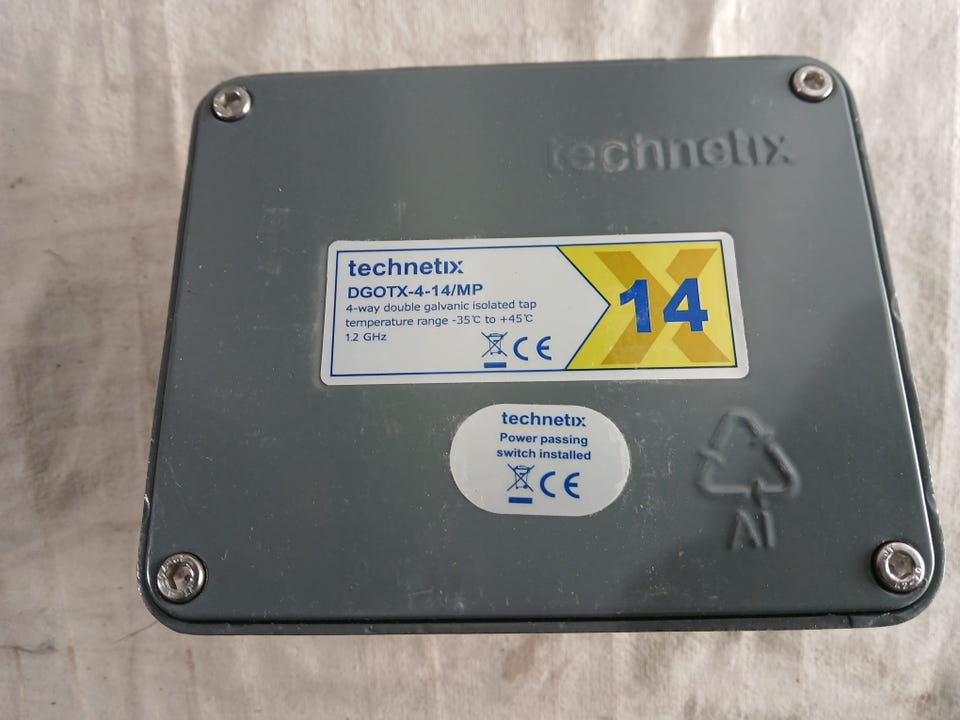 technetix
technetix
DGOTX-4-14/MP
4-way double galvanic isolated tap
temperature range -35℃ to +45℃
1.2 GHz
CE
14
technetix
Power passing
switch installed
CE
Al